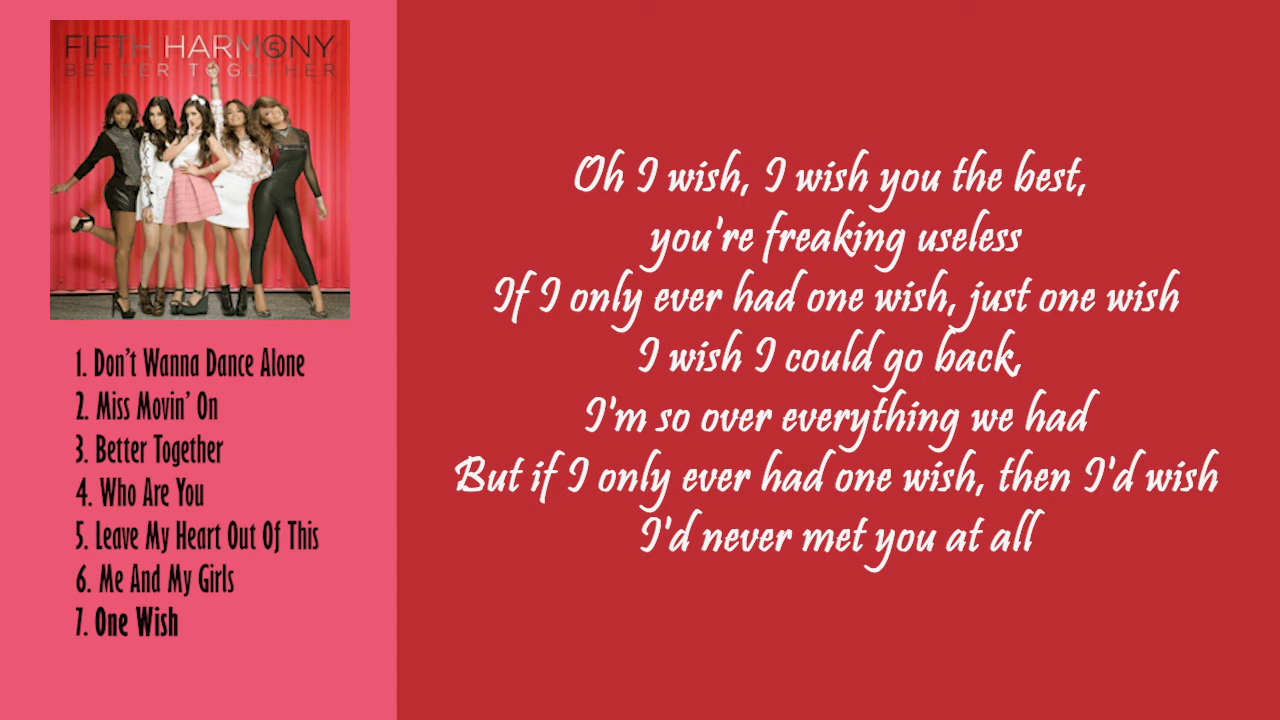 FIFTH HARMONY
BETTER TOGETHER
1. Don't Wanna Dance Alone
2. Miss Movin' On
3. Better Together
4. Who Are You
5. Leave My Heart Out Of This
6. Me And My Girls
7. One Wish
Oh I wish, I wish you the best,
you're freaking useless
If I only ever had one wish, just one wish
I wish I could go back,
I'm so over everything we had
But if I only ever had one wish, then I'd wish
I'd never met you at all